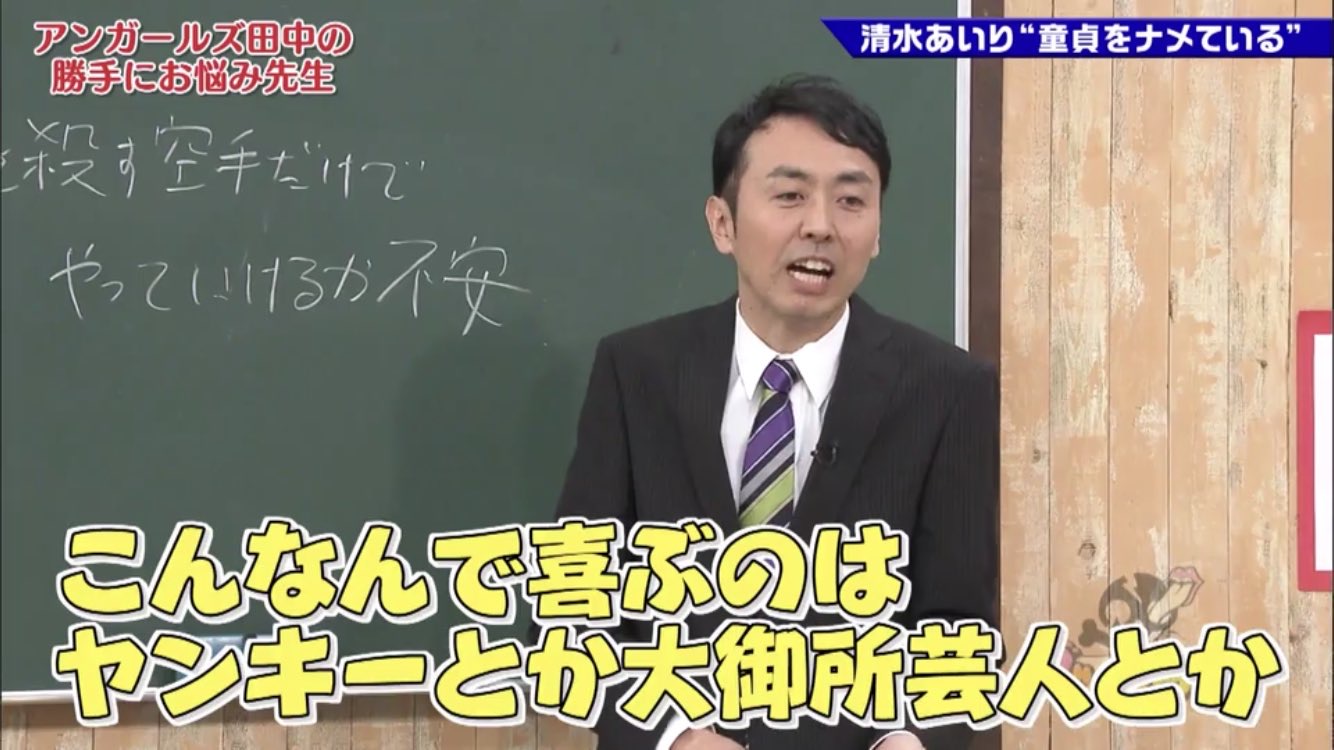 アンガールズ田中の
勝手にお悩み先生
清水あいり“童貞をナメている”
を殺す空手だけで
やっていけるか不安
こんなんで喜ぶのは
ヤンキーとか大御所芸人とか